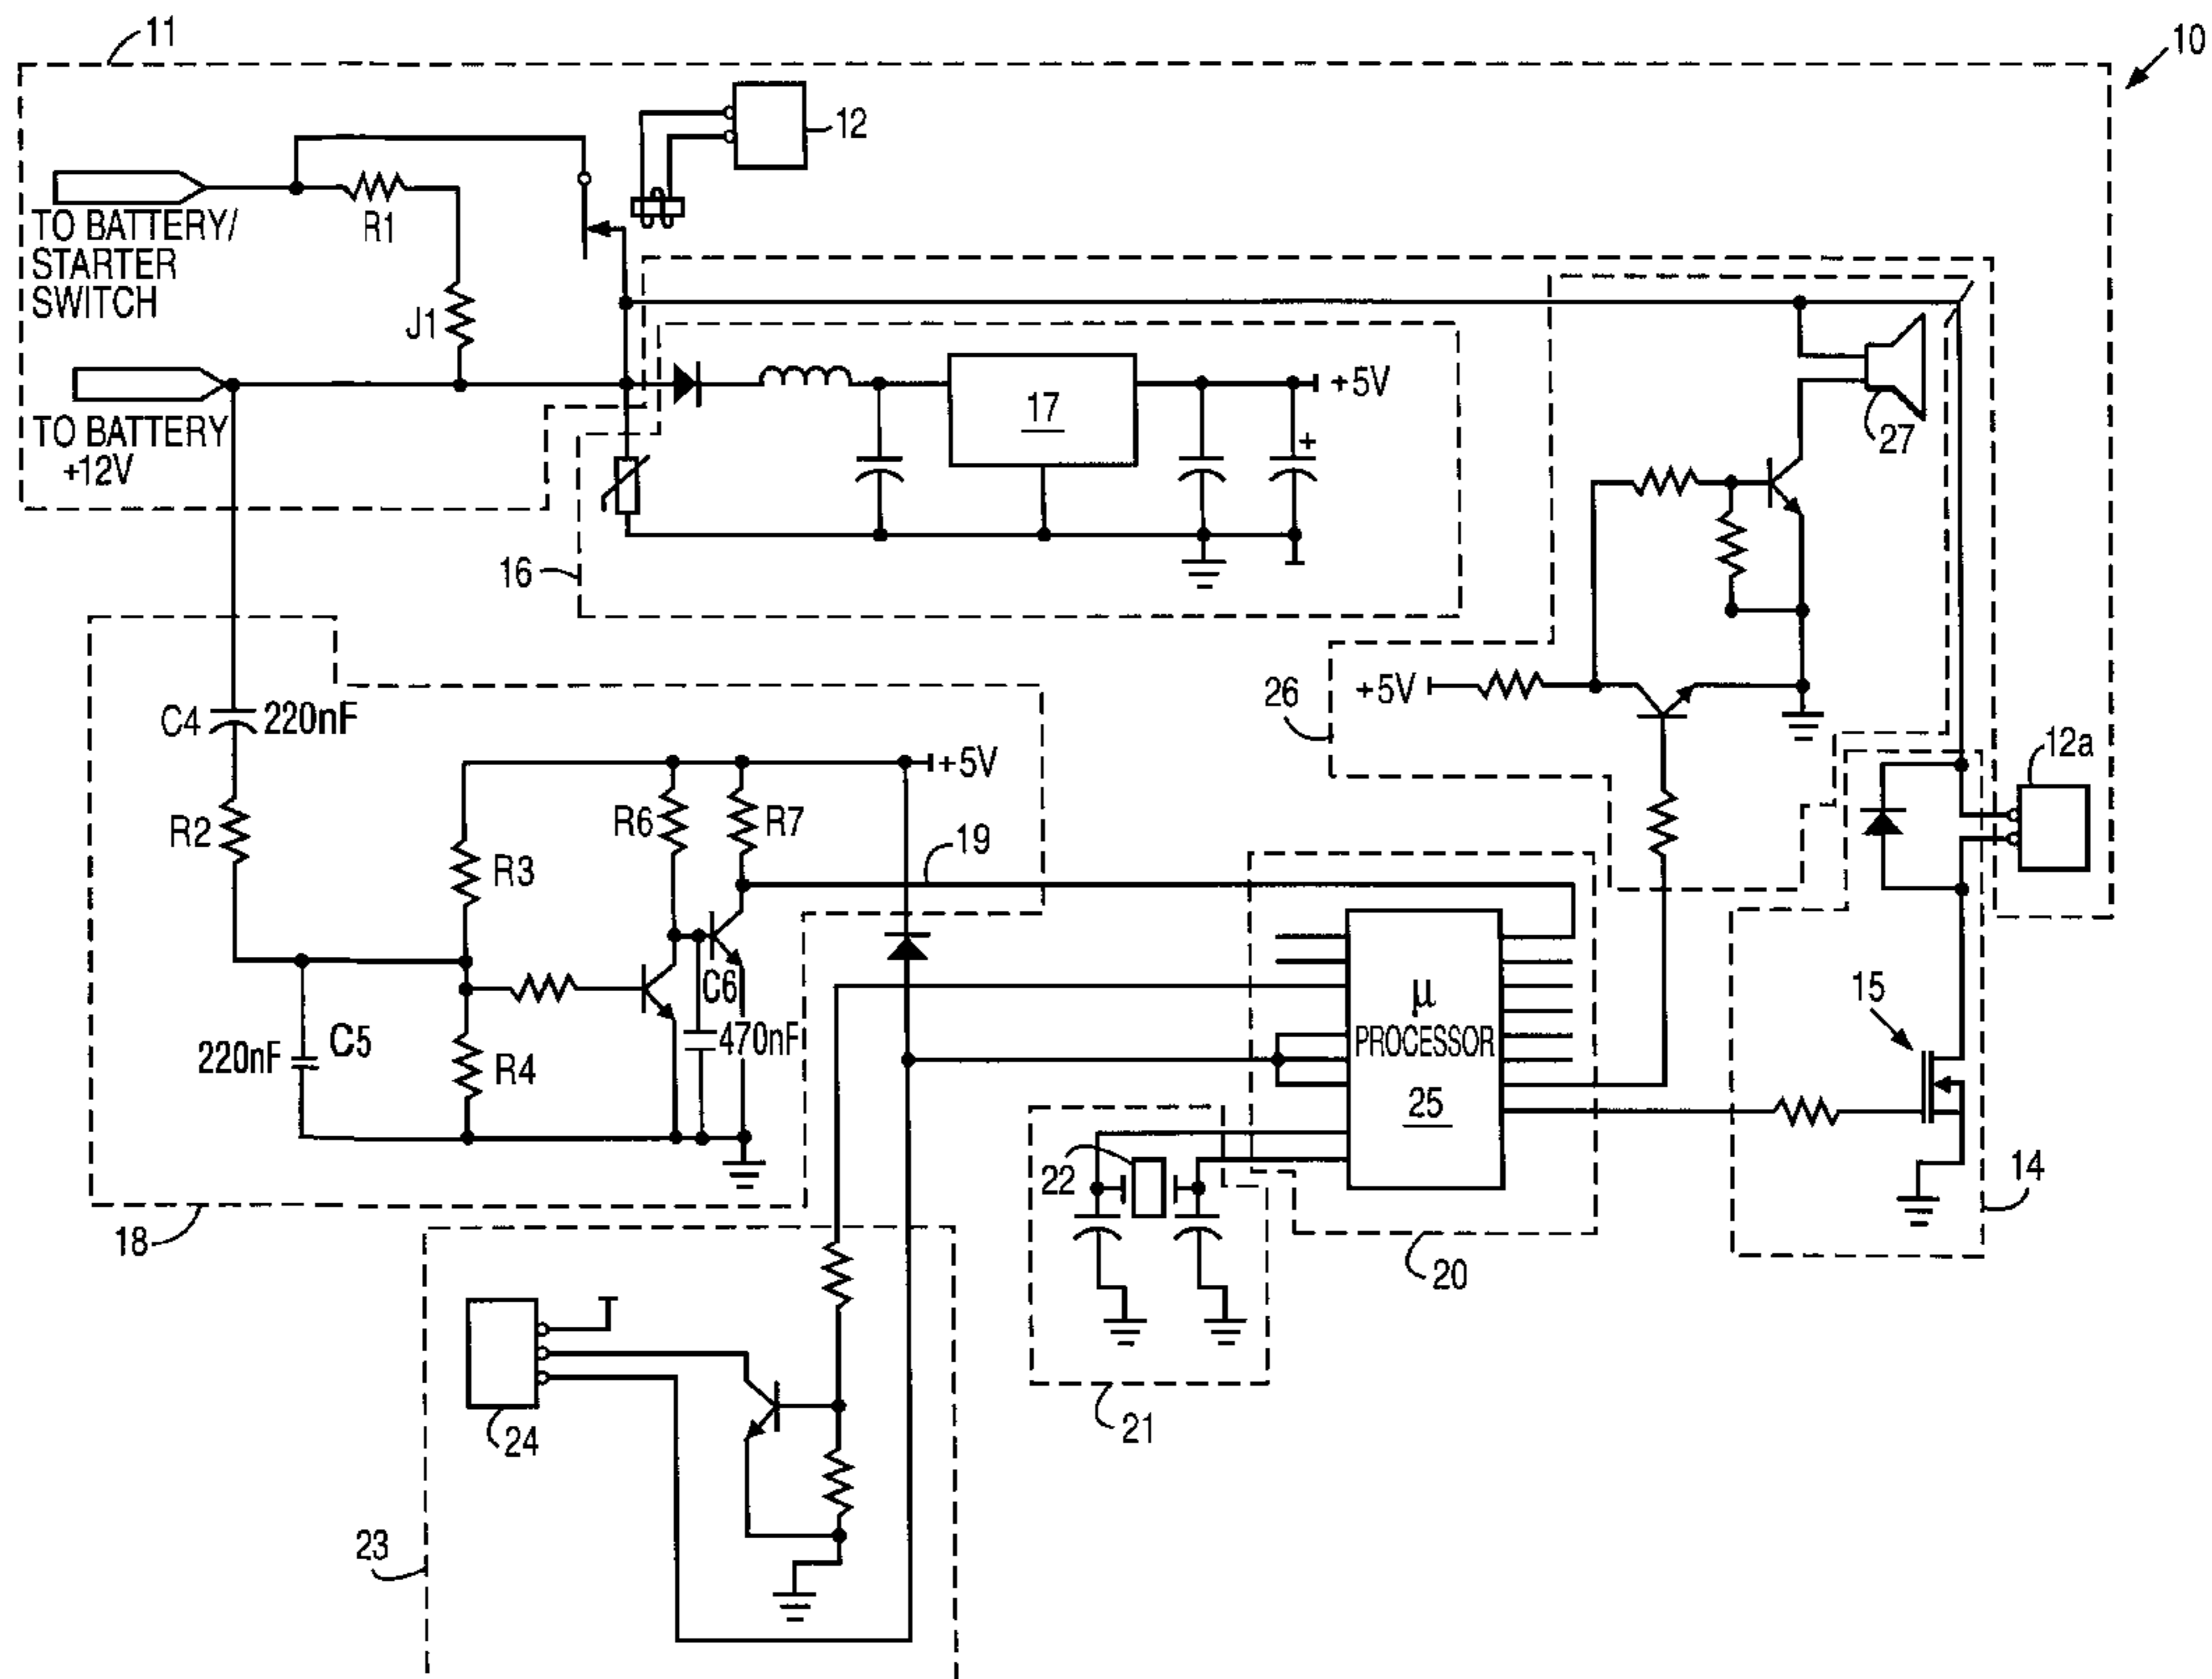 11
10
12
TO BATTERY/
STARTER
SWITCH
R1
J1
TO BATTERY
+12V
17
+5V
+
27
16
26
+5V
12a
C4 220nF
+5V
R2
R6
R7
19
R3
C6
15
μ
PROCESSOR
25
220nF
C5
470nF
R4
22
14
18
20
24
21
23